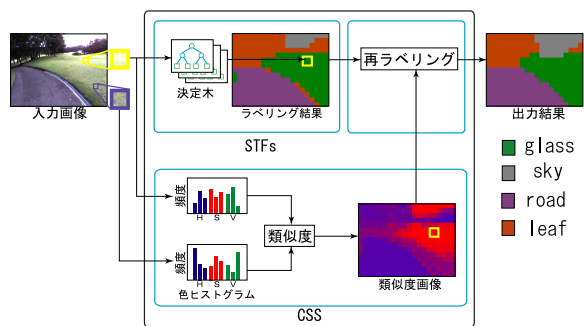 入力画像
決定木
ラベリング結果
STFs
再ラベリング
出力結果
glass
sky
road
leaf
頻度
H S V
頻度
H S V
色ヒストグラム
類似度
類似度画像
CSS